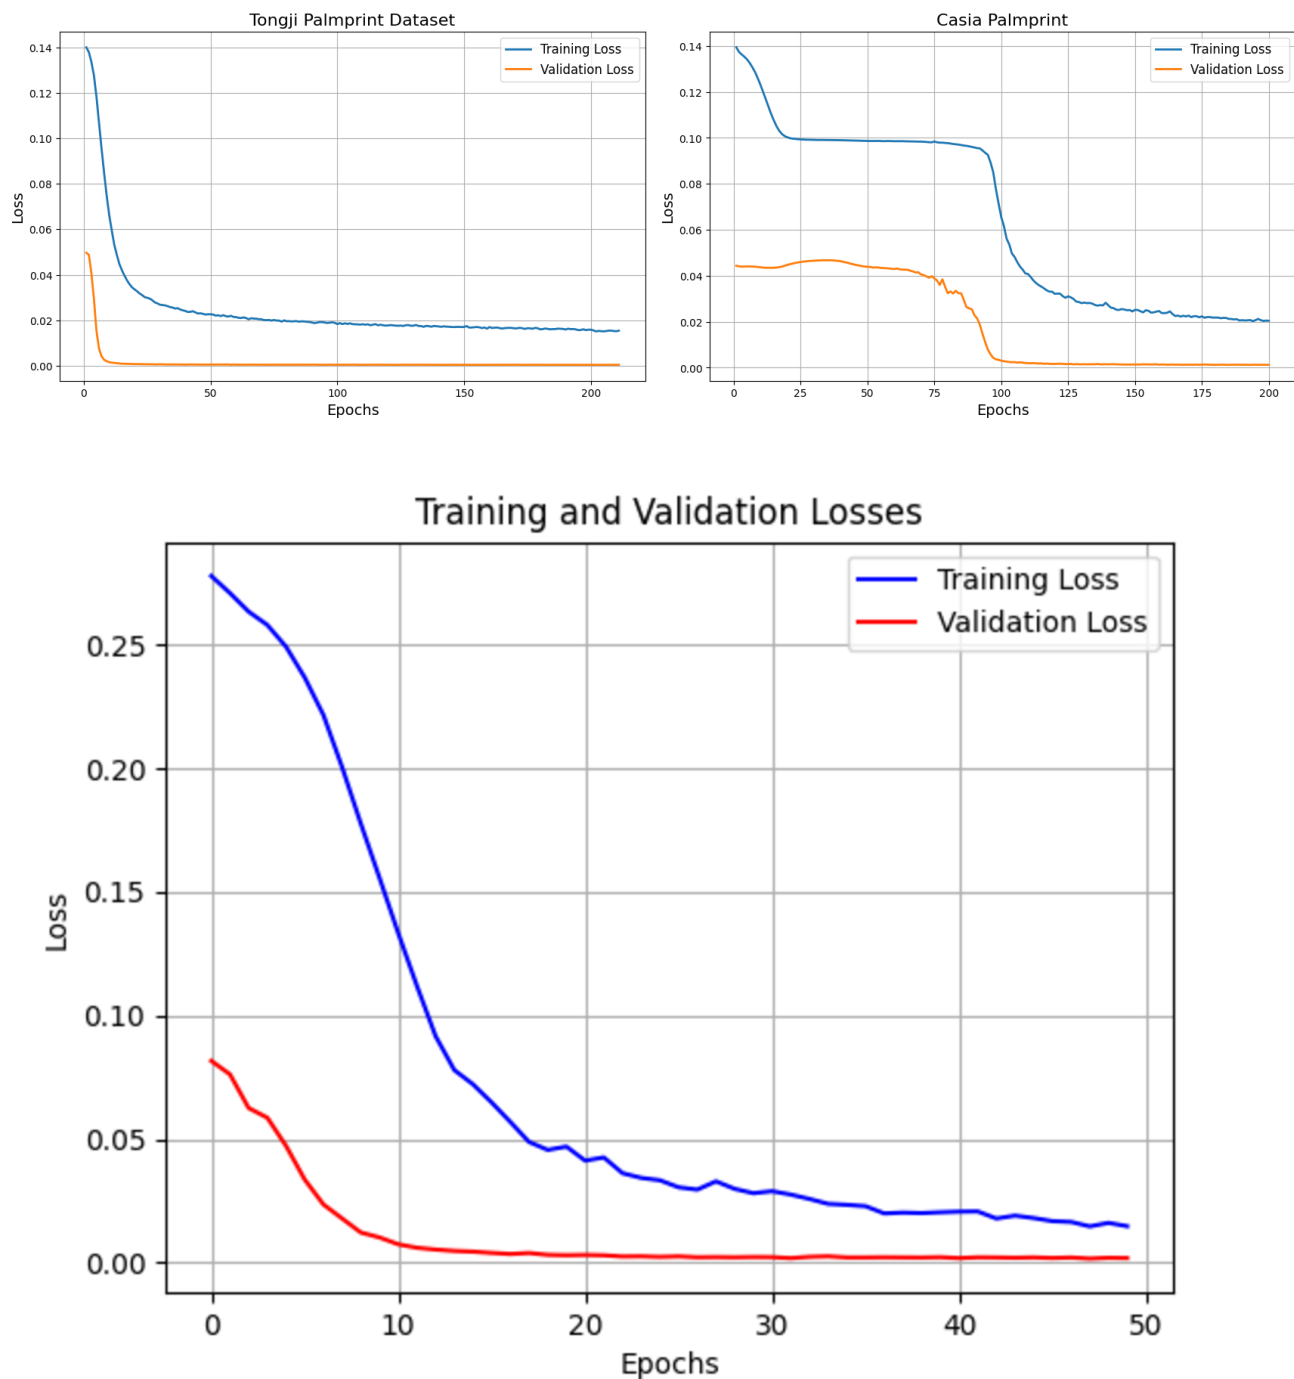 Tongji Palmprint Dataset
Training Loss
Validation Loss
0.14
0.12
0.10
0.08
0.06
0.04
0.02
0.00
Loss
0
50
100
150
200
Epochs
Casia Palmprint
Training Loss
Validation Loss
0.14
0.12
0.10
0.08
0.06
0.04
0.02
0.00
Loss
0
25
50
75
100
125
150
175
200
Epochs
Training and Validation Losses
Training Loss
Validation Loss
0.25
0.20
0.15
0.10
0.05
0.00
Loss
0
10
20
30
40
50
Epochs